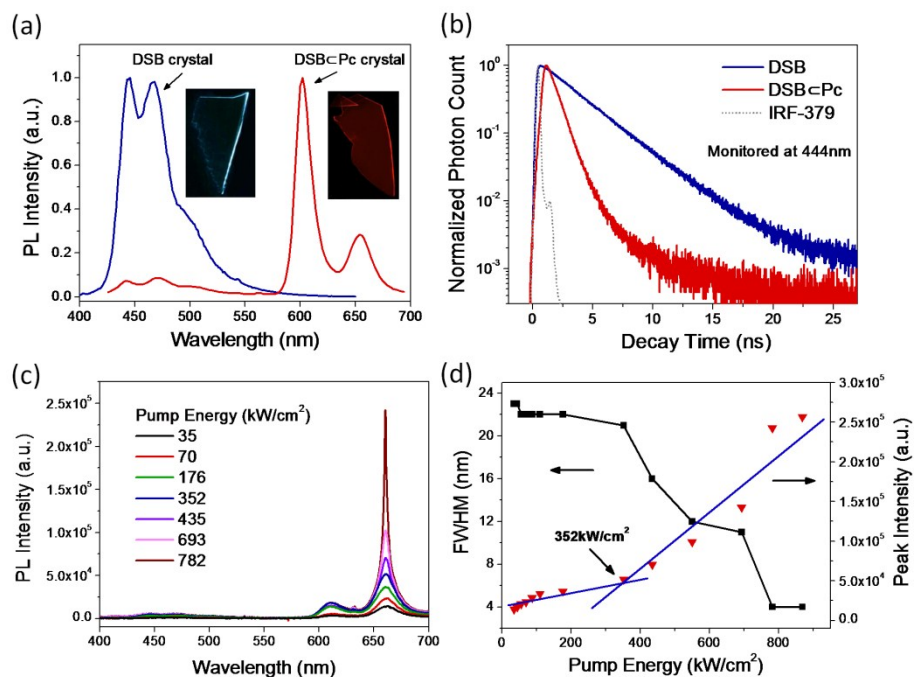 (a)
DSB crystal
DSB⊂Pc crystal
PL Intensity (a.u.)
1.0
0.8
0.6
0.4
0.2
0.0
400 450 500 550 600 650 700
Wavelength (nm)
(b)
DSB
DSB⊂Pc
IRF-379
Monitored at 444nm
Normalized Photon Count
10⁰
10⁻¹
10⁻²
10⁻³
0 5 10 15 20 25
Decay Time (ns)
(c)
Pump Energy (kW/cm²)
35
70
176
352
435
693
782
PL Intensity (a.u.)
2.5x10⁵
2.0x10⁵
1.5x10⁵
1.0x10⁵
5.0x10⁴
0.0
400 450 500 550 600 650 700
Wavelength (nm)
(d)
FWHM (nm)
24
20
16
12
8
4
352kW/cm²
3.0x10⁵
2.5x10⁵
2.0x10⁵
1.5x10⁵
1.0x10⁵
5.0x10⁴
0.0
Peak Intensity (a.u.)
0 200 400 600 800
Pump Energy (kW/cm²)